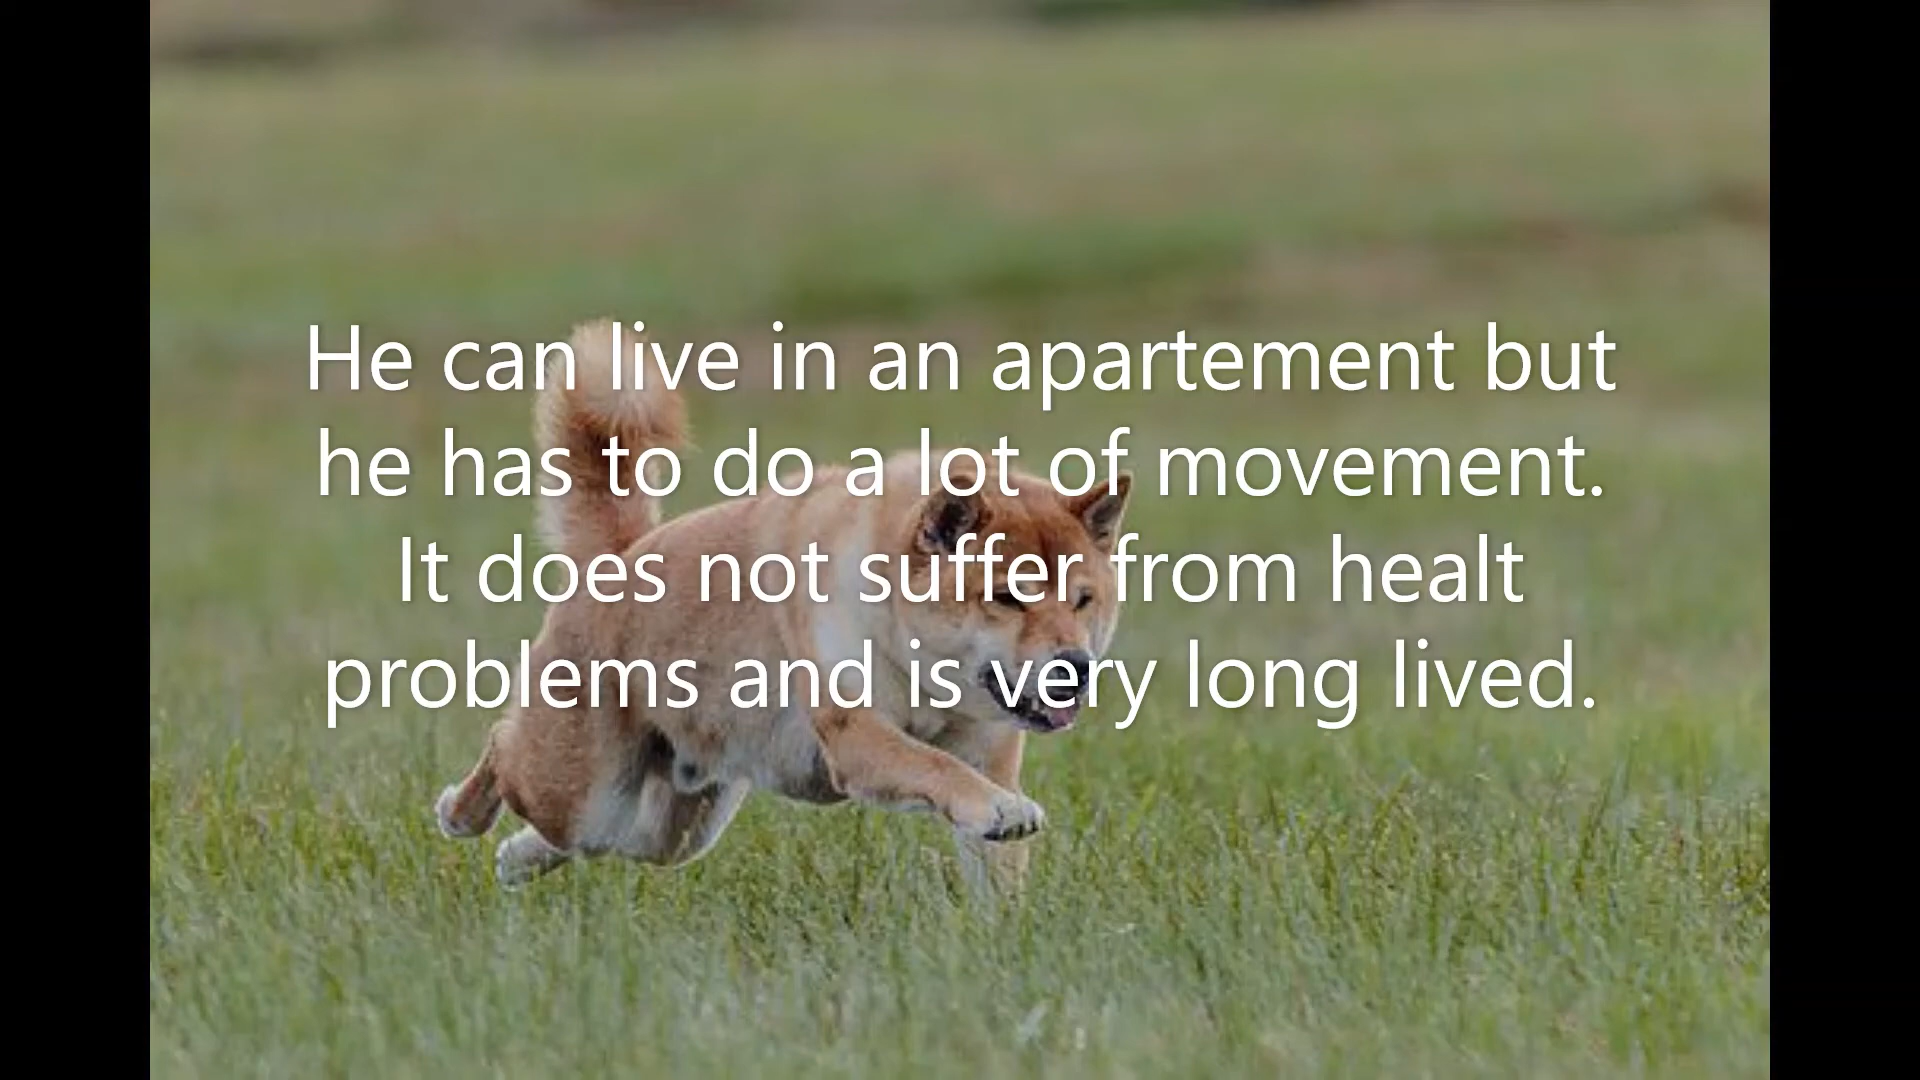 He can live in an apartement but
he has to do a lot of movement.
It does not suffer from healt
problems and is very long lived.